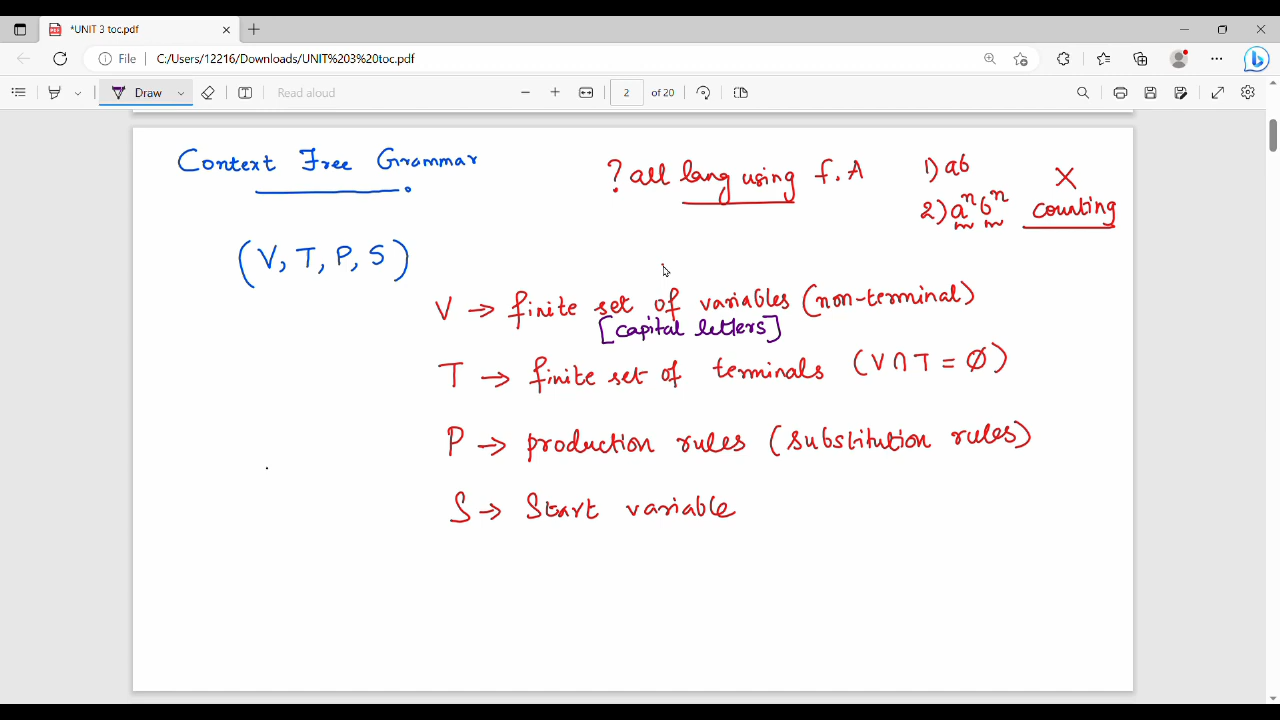 *UNIT 3 toc.pdf
File C:/Users/12216/Downloads/UNIT%203%20toc.pdf
Draw Read aloud 2 of 20
Context Free Grammar
? all lang using f.A
1) ab
2) aⁿbⁿ
X
counting
(V, T, P, S)
V → finite set of variables (non-terminal)
[capital letters]
T → finite set of terminals (V ∩ T = ∅)
P → production rules (substitution rules)
S → Start variable